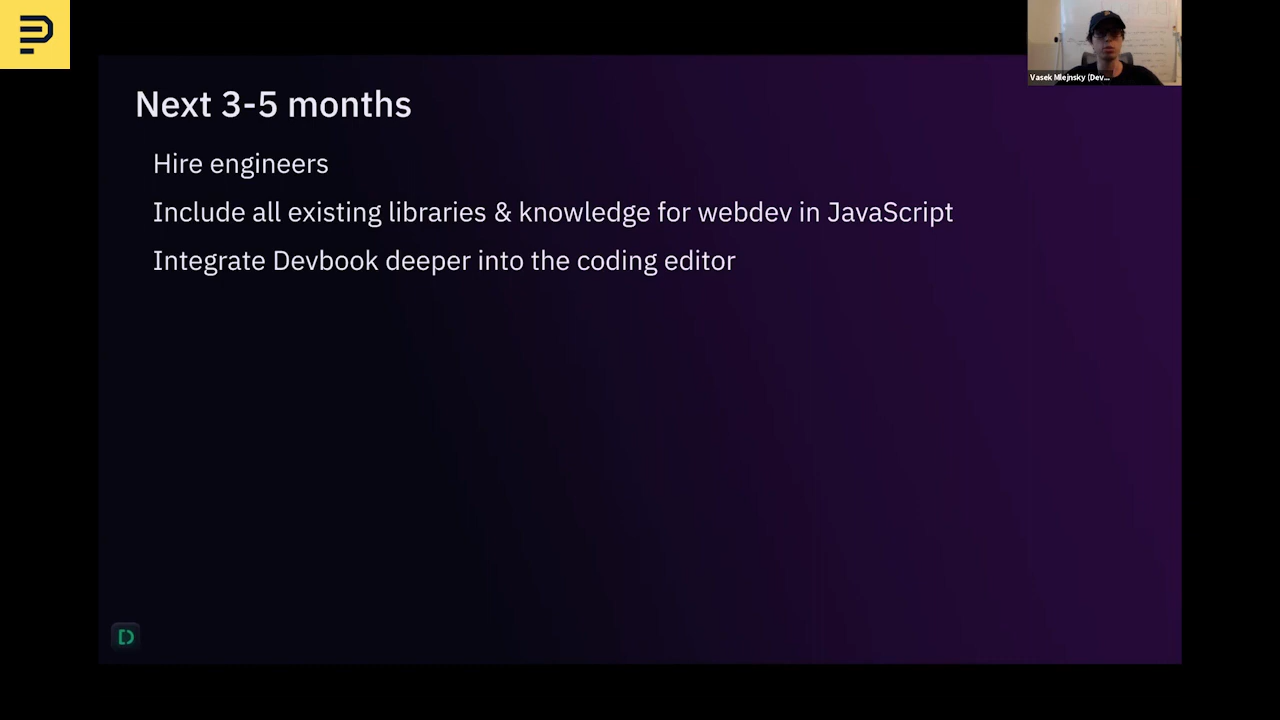 Vasek Mlejnsky (Dev...
Next 3-5 months
Hire engineers
Include all existing libraries & knowledge for webdev in JavaScript
Integrate Devbook deeper into the coding editor